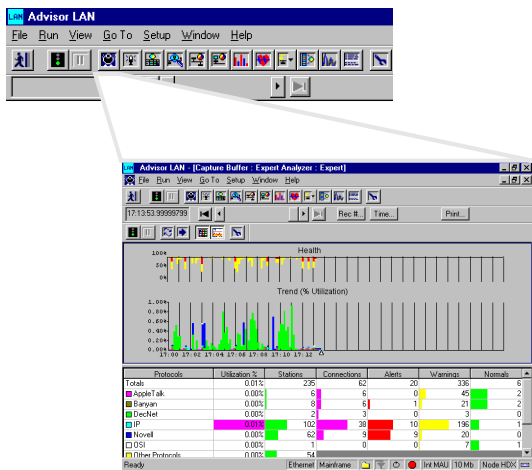 LAN Advisor LAN
File Run View Go To Setup Window Help
LAN Advisor LAN - [Capture Buffer : Expert Analyzer : Expert]
File Run View Go To Setup Window Help
17:13:53.99999799 Rec #... Time... Print...
Health
100%
50%
0%
Trend (% Utilization)
1.00%
0.80%
0.60%
0.40%
0.20%
0.00%
17:00 17:02 17:04 17:06 17:08 17:10 17:12
Protocols Utilization % Stations Connections Alerts Warnings Normals
Totals 0.01% 235 62 20 336 6
AppleTalk 0.00% 6 6 0 45 2
Banyan 0.00% 8 6 1 21 2
DecNet 0.00% 2 3 0 3 0
IP 0.01% 102 38 10 196 1
Novell 0.00% 62 9 9 20 0
OSI 0.00% 1 0 0 7 1
Other Protocols 0.00% 54
Ready Ethernet Mainframe Int MAU 10 Mb Node HDX